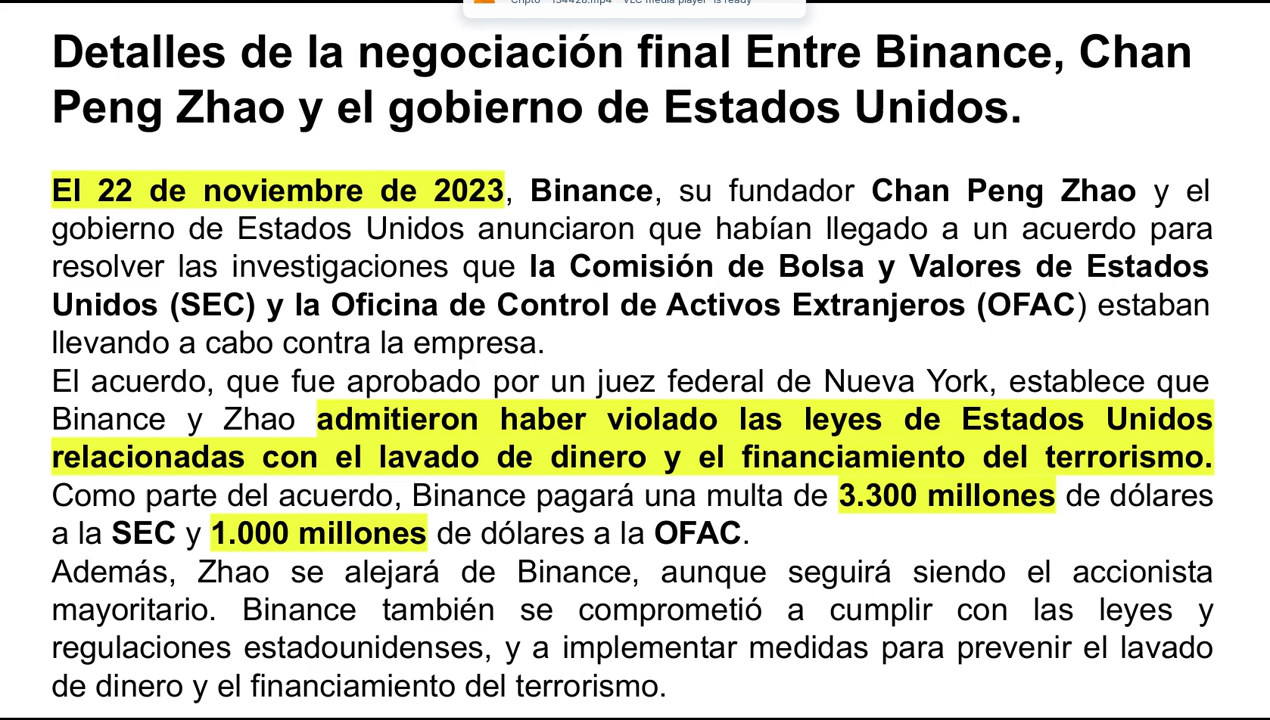 Cripto - 134428.mp4 - VLC media player" is ready
Detalles de la negociación final Entre Binance, Chan
Peng Zhao y el gobierno de Estados Unidos.
El 22 de noviembre de 2023, Binance, su fundador Chan Peng Zhao y el
gobierno de Estados Unidos anunciaron que habían llegado a un acuerdo para
resolver las investigaciones que la Comisión de Bolsa y Valores de Estados
Unidos (SEC) y la Oficina de Control de Activos Extranjeros (OFAC) estaban
llevando a cabo contra la empresa.
El acuerdo, que fue aprobado por un juez federal de Nueva York, establece que
Binance y Zhao admitieron haber violado las leyes de Estados Unidos
relacionadas con el lavado de dinero y el financiamiento del terrorismo.
Como parte del acuerdo, Binance pagará una multa de 3.300 millones de dólares
a la SEC y 1.000 millones de dólares a la OFAC.
Además, Zhao se alejará de Binance, aunque seguirá siendo el accionista
mayoritario. Binance también se comprometió a cumplir con las leyes y
regulaciones estadounidenses, y a implementar medidas para prevenir el lavado
de dinero y el financiamiento del terrorismo.